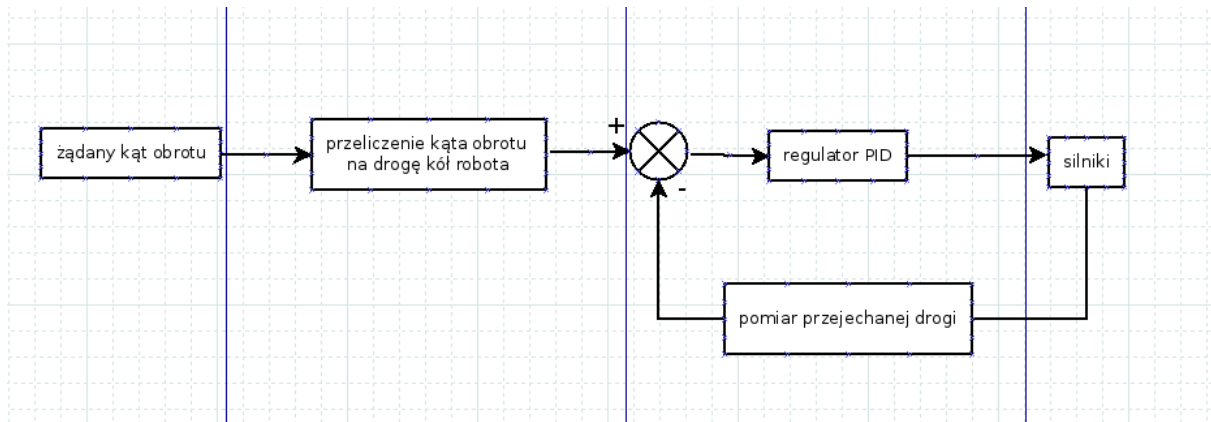 żądany kąt obrotu
przeliczenie kąta obrotu
na drogę kół robota
+
-
regulator PID
silniki
pomiar przejechanej drogi